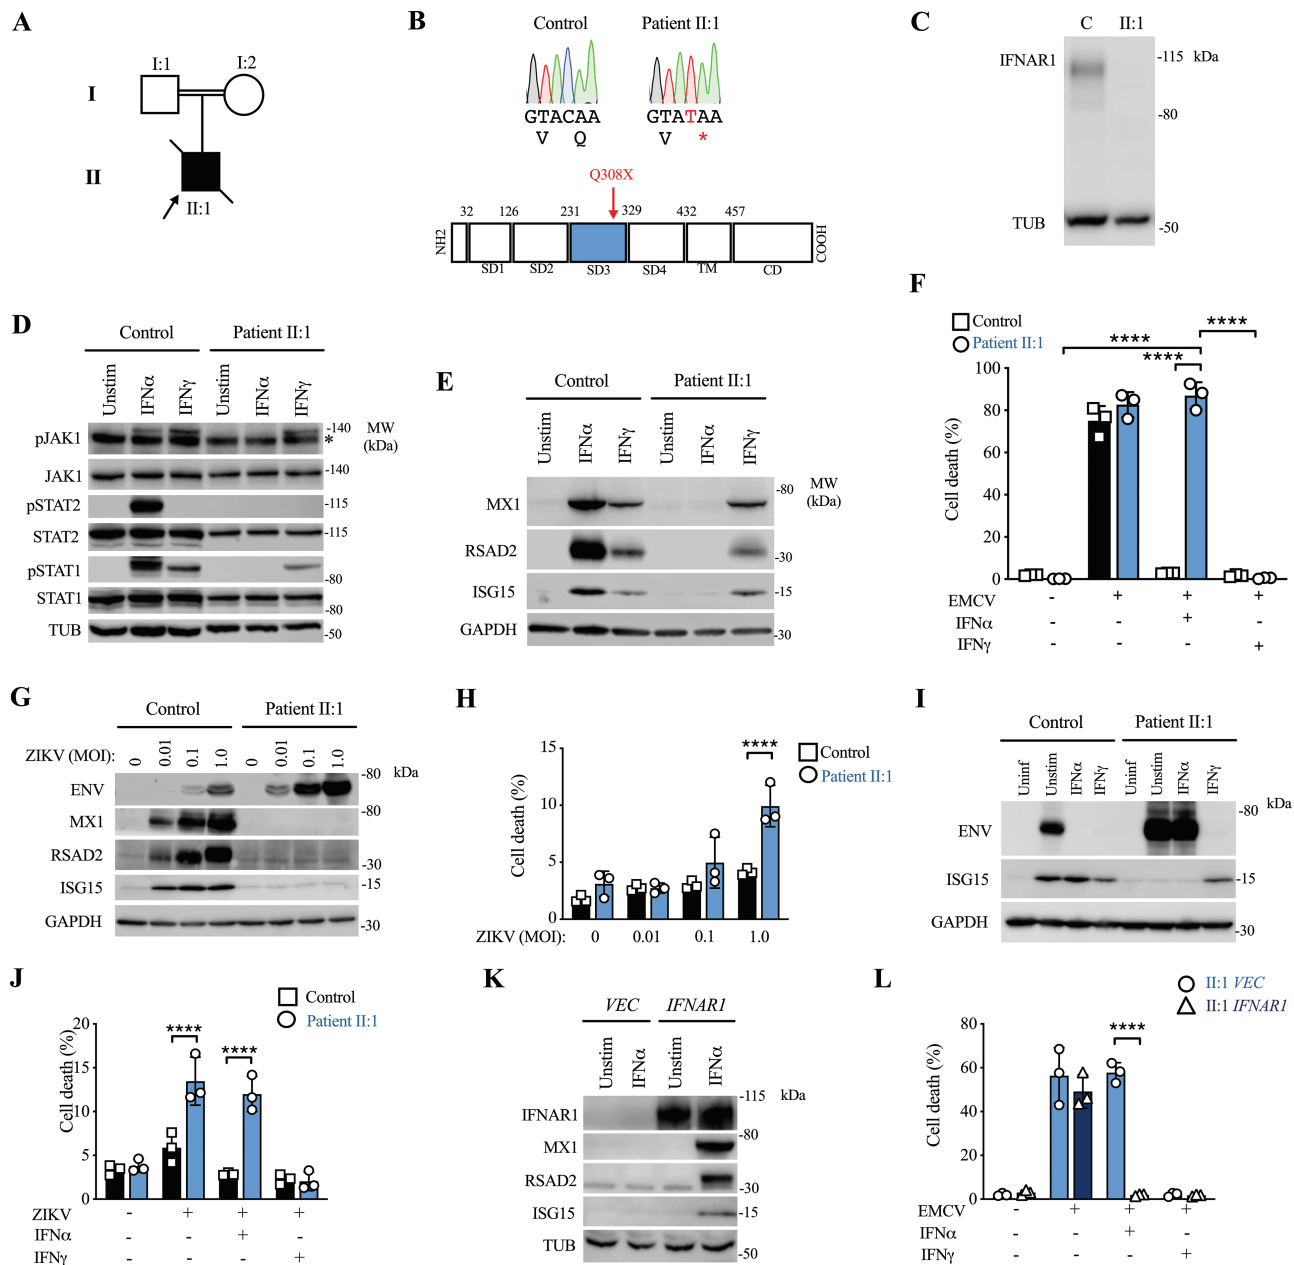 A
I:1
I:2
I
II
II:1
B
Control
Patient II:1
GTACAA
GTATAA
V Q
V *
Q308X
32 126 231 329 432 457
NH2
COOH
SD1 SD2 SD3 SD4 TM CD
C
C II:1
IFNAR1
-115 kDa
-80
TUB
-50
D
Control
Patient II:1
Unstim IFNα IFNγ Unstim IFNα IFNγ
MW
(kDa)
pJAK1 -140
*
JAK1 -140
pSTAT2 -115
STAT2 -115
pSTAT1 -80
STAT1 -80
TUB -50
E
Control
Patient II:1
Unstim IFNα IFNγ Unstim IFNα IFNγ
MW
(kDa)
-80
MX1
RSAD2 -30
ISG15 -15
GAPDH -30
F
Control
Patient II:1
****
****
****
Cell death (%)
100
80
60
40
20
0
EMCV - + + +
IFNα - - + -
IFNγ - - - +
G
Control
Patient II:1
ZIKV (MOI): 0 0.01 0.1 1.0 0 0.01 0.1 1.0
-80 kDa
ENV
-80
MX1
RSAD2 -30
ISG15 -15
GAPDH -30
H
Control
Patient II:1
****
Cell death (%)
15
10
5
0
ZIKV (MOI): 0 0.01 0.1 1.0
I
Control
Patient II:1
Uninf Unstim IFNα IFNγ Uninf Unstim IFNα IFNγ
kDa
-80
ENV
ISG15 -15
GAPDH -30
J
Control
Patient II:1
**** ****
Cell death (%)
20
15
10
5
0
ZIKV - + + +
IFNα - - + -
IFNγ - - - +
K
VEC IFNAR1
Unstim IFNα Unstim IFNα
-115 kDa
IFNAR1
-80
MX1
RSAD2 -30
ISG15 -15
TUB -50
L
II:1 VEC
II:1 IFNAR1
****
Cell death (%)
80
60
40
20
0
EMCV - + + +
IFNα - - + -
IFNγ - - - +